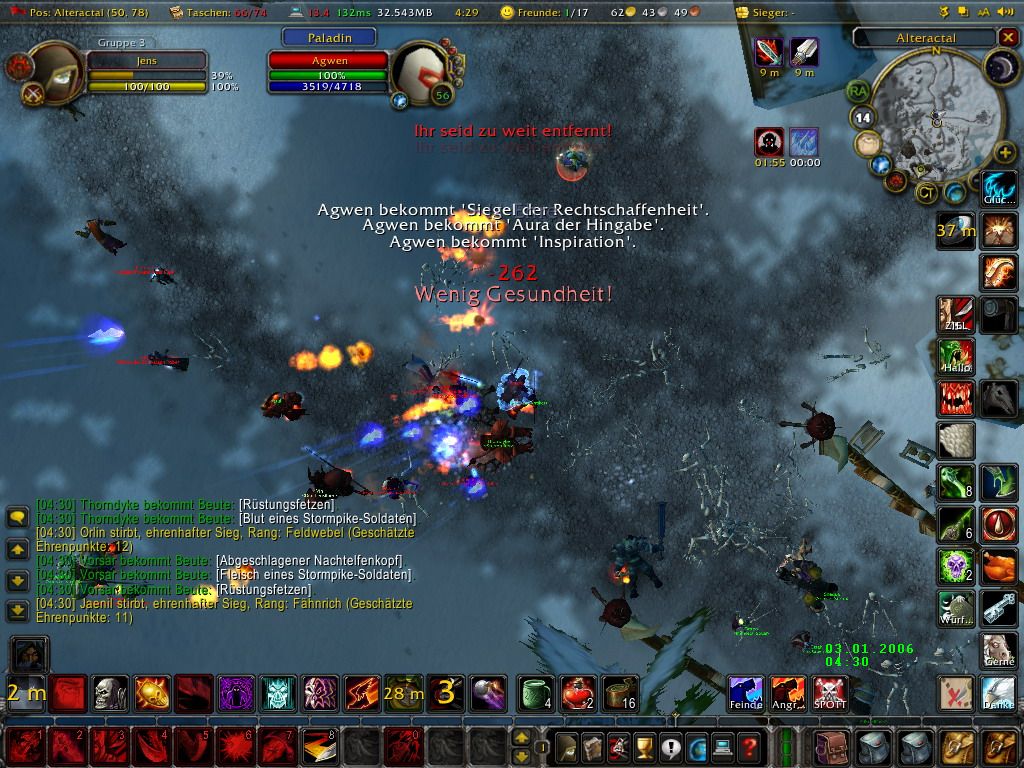 Pos: Alteractal (50, 78) Taschen: 66/74 13.4 132ms 32.543MB 4:29 Freunde: 1/17 62 43 49 Sieger: -
Gruppe 3
Paladin
Alteractal
Jens
Agwen
39%
100%
100/100 100%
3519/4718
56
9 m 9 m
N
RA
14
CT
01:55 00:00
Ihr seid zu weit entfernt!
Agwen bekommt 'Siegel der Rechtschaffenheit'.
Agwen bekommt 'Aura der Hingabe'.
Agwen bekommt 'Inspiration'.
-262
Wenig Gesundheit!
37 m
ZIEL
Hallo
8
6
2
Würf...
Gerne
[04:30] Thorndyke bekommt Beute: [Rüstungsfetzen].
[04:30] Thorndyke bekommt Beute: [Blut eines Stormpike-Soldaten]
[04:30] Orlin stirbt, ehrenhafter Sieg, Rang: Feldwebel (Geschätzte
Ehrenpunkte: 12)
[04:30] Vorsar bekommt Beute: [Abgeschlagener Nachtelfenkopf]
[04:30] Vorsar bekommt Beute: [Fleisch eines Stormpike-Soldaten].
[04:30] Vorsar bekommt Beute: [Rüstungsfetzen].
[04:30] Jaenil stirbt, ehrenhafter Sieg, Rang: Fähnrich (Geschätzte
Ehrenpunkte: 11)
03.01.2006
04:30
2 m
28 m
3
4
2
16
Feinde
Angr...
SPOTT
Danke
1 2 3 4 5 6 7 8 0
1